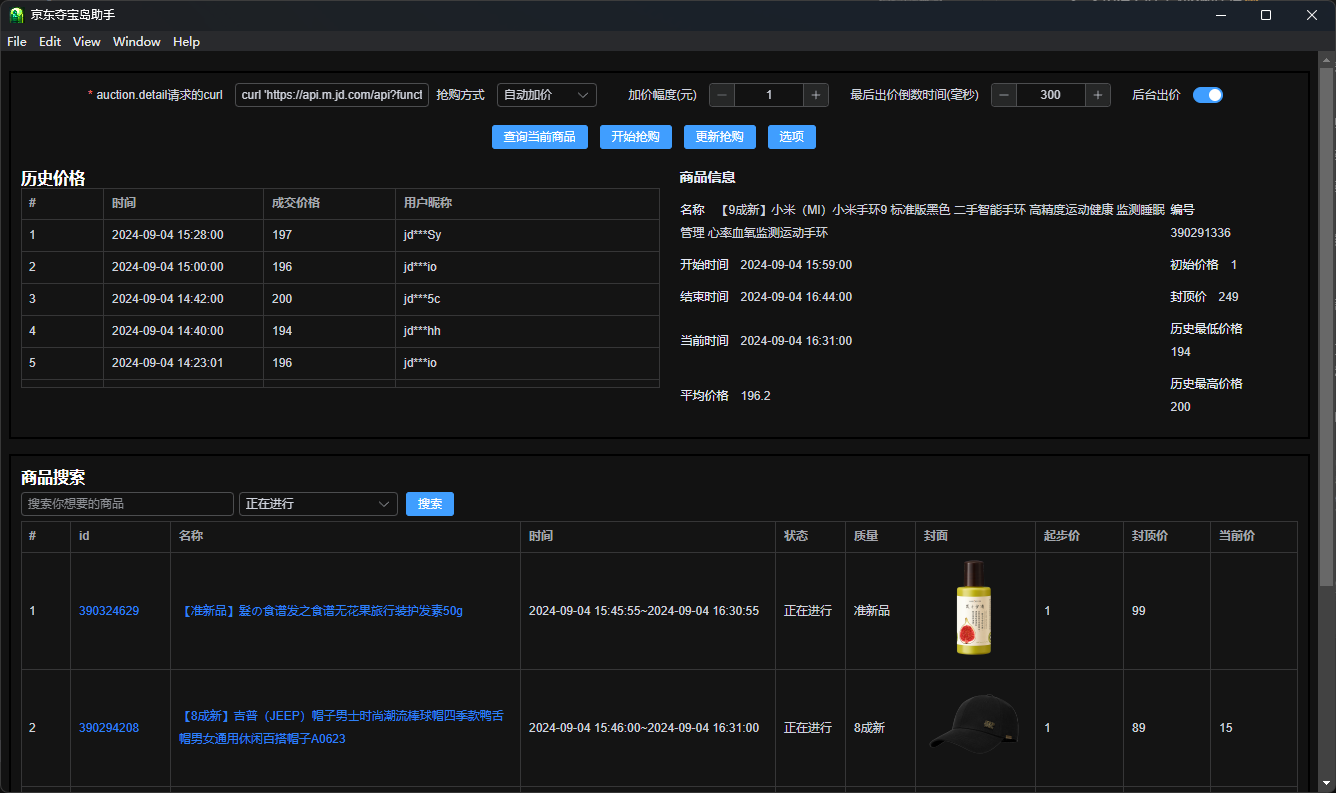 京东夺宝岛助手
File Edit View Window Help
* auction.detail请求的curl curl 'https://api.m.jd.com/api?funct 抢购方式 自动加价 加价幅度(元) − 1 + 最后出价倒数时间(毫秒) − 300 + 后台出价
查询当前商品 开始抢购 更新抢购 选项
历史价格
# 时间 成交价格 用户昵称
1 2024-09-04 15:28:00 197 jd***Sy
2 2024-09-04 15:00:00 196 jd***io
3 2024-09-04 14:42:00 200 jd***5c
4 2024-09-04 14:40:00 194 jd***hh
5 2024-09-04 14:23:01 196 jd***io
商品信息
名称 【9成新】小米（MI）小米手环9 标准版黑色 二手智能手环 高精度运动健康 监测睡眠 编号
管理 心率血氧监测运动手环 390291336
开始时间 2024-09-04 15:59:00 初始价格 1
结束时间 2024-09-04 16:44:00 封顶价 249
历史最低价格
当前时间 2024-09-04 16:31:00
194
历史最高价格
平均价格 196.2
200
商品搜索
搜索你想要的商品 正在进行 搜索
# id 名称 时间 状态 质量 封面 起步价 封顶价 当前价
1 390324629 【准新品】髪の食谱发之食谱无花果旅行装护发素50g 2024-09-04 15:45:55~2024-09-04 16:30:55 正在进行 准新品 1 99
2 390294208 【8成新】吉普（JEEP）帽子男士时尚潮流棒球帽四季款鸭舌
帽男女通用休闲百搭帽子A0623 2024-09-04 15:46:00~2024-09-04 16:31:00 正在进行 8成新 1 89 15